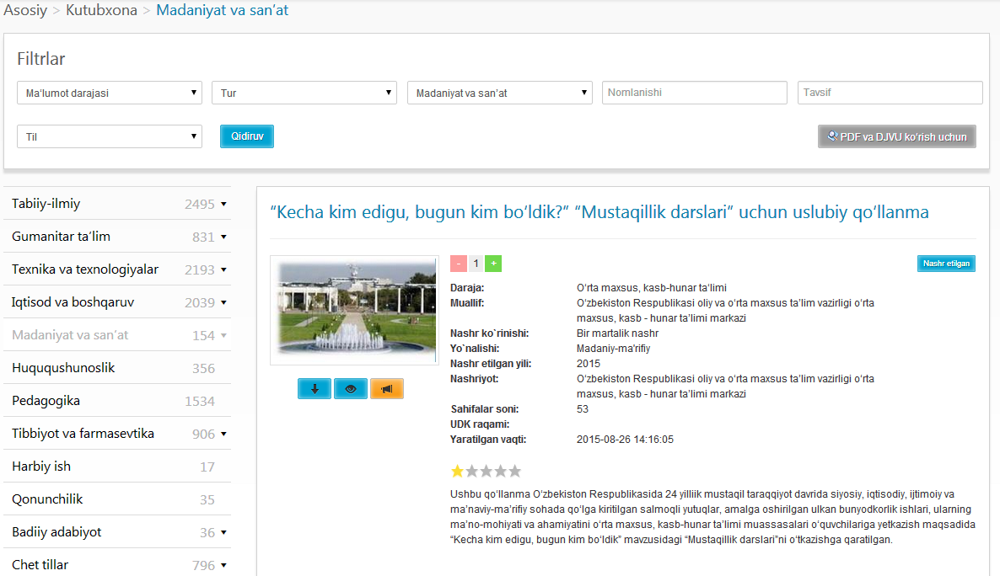 Asosiy > Kutubxona > Madaniyat va san’at
Filtrlar
Ma’lumot darajasi
Tur
Madaniyat va san’at
Nomlanishi
Tavsif
Til
Qidiruv
PDF va DJVU ko‘rish uchun
Tabiiy-ilmiy 2495
Gumanitar ta’lim 831
Texnika va texnologiyalar 2193
Iqtisod va boshqaruv 2039
Madaniyat va san’at 154
Huququshunoslik 356
Pedagogika 1534
Tibbiyot va farmasevtika 906
Harbiy ish 17
Qonunchilik 35
Badiiy adabiyot 36
Chet tillar 796
“Kecha kim edigu, bugun kim bo‘ldik?” “Mustaqillik darslari” uchun uslubiy qo‘llanma
- 1 +
Nashr etilgan
Daraja: O‘rta maxsus, kasb-hunar ta’limi
Muallif: O‘zbekiston Respublikasi oliy va o‘rta maxsus ta’lim vazirligi o‘rta
maxsus, kasb - hunar ta’limi markazi
Nashr ko`rinishi: Bir martalik nashr
Yo`nalishi: Madaniy-ma'rifiy
Nashr etilgan yili: 2015
Nashriyot: O‘zbekiston Respublikasi oliy va o‘rta maxsus ta’lim vazirligi o‘rta
maxsus, kasb - hunar ta’limi markazi
Sahifalar soni: 53
UDK raqami:
Yaratilgan vaqti: 2015-08-26 14:16:05
Ushbu qo‘llanma O‘zbekiston Respublikasida 24 yilliik mustaqil taraqqiyot davrida siyosiy, iqtisodiy, ijtimoiy va
ma’naviy-ma’rifiy sohada qo‘lga kiritilgan salmoqli yutuqlar, amalga oshirilgan ulkan bunyodkorlik ishlari, ularning
ma’no-mohiyati va ahamiyatini o‘rta maxsus, kasb-hunar ta’limi muassasalari o‘quvchilariga yetkazish maqsadida
“Kecha kim edigu, bugun kim bo‘ldik” mavzusidagi “Mustaqillik darslari”ni o‘tkazishga qaratilgan.